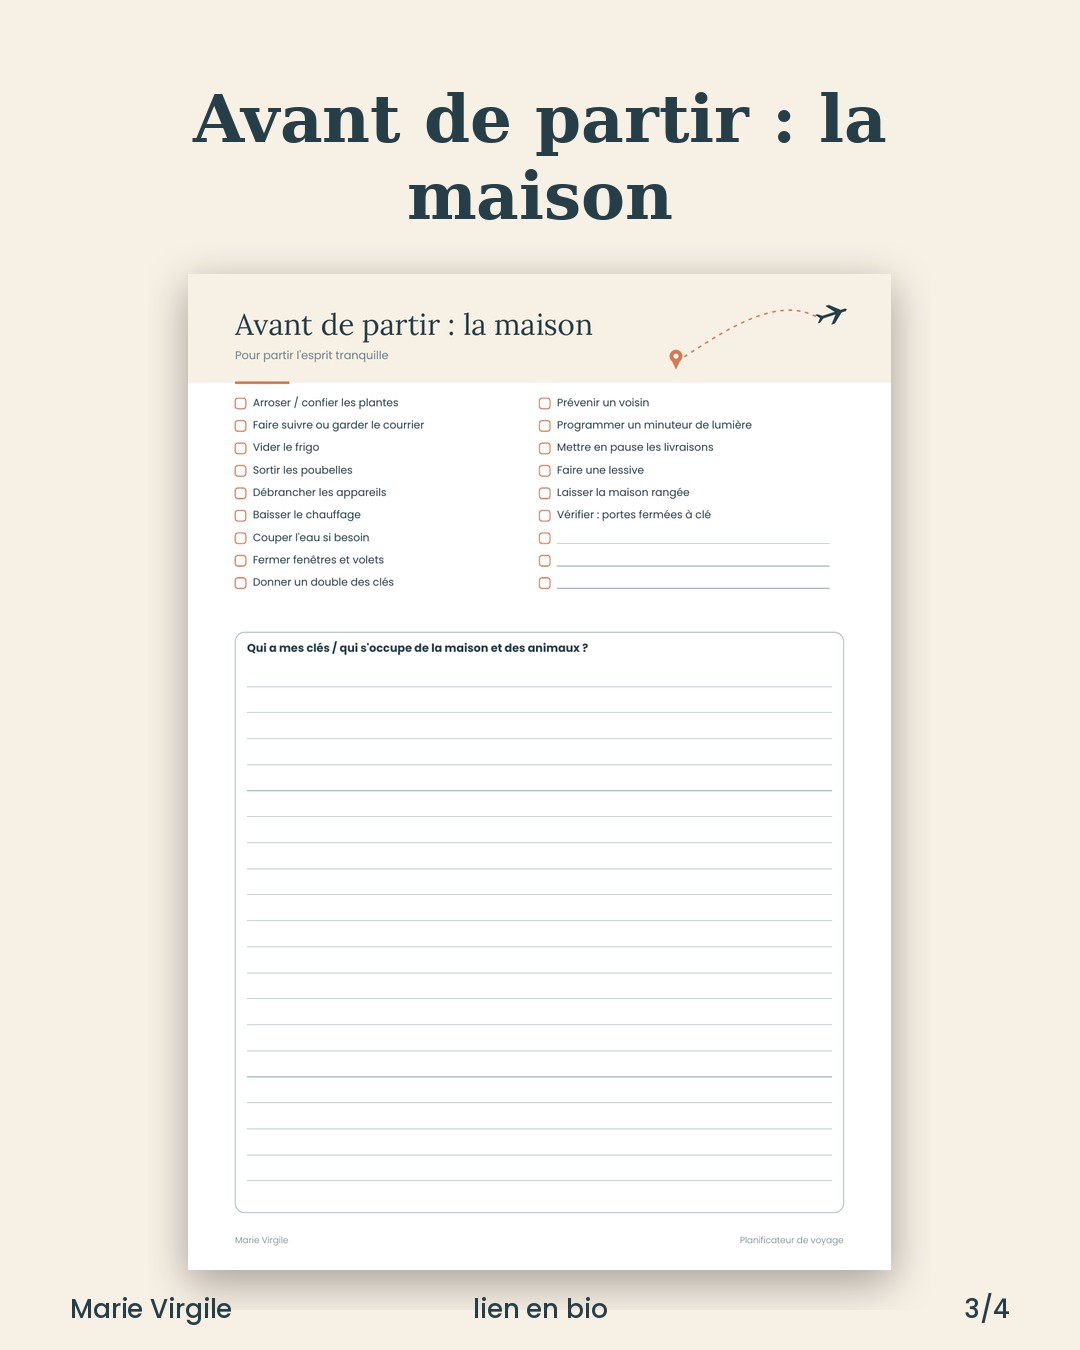 Avant de partir : la
maison
Avant de partir : la maison
Pour partir l'esprit tranquille
Arroser / confier les plantes
Faire suivre ou garder le courrier
Vider le frigo
Sortir les poubelles
Débrancher les appareils
Baisser le chauffage
Couper l'eau si besoin
Fermer fenêtres et volets
Donner un double des clés
Prévenir un voisin
Programmer un minuteur de lumière
Mettre en pause les livraisons
Faire une lessive
Laisser la maison rangée
Vérifier : portes fermées à clé
Qui a mes clés / qui s'occupe de la maison et des animaux ?
Marie Virgile
Planificateur de voyage
Marie Virgile
lien en bio
3/4